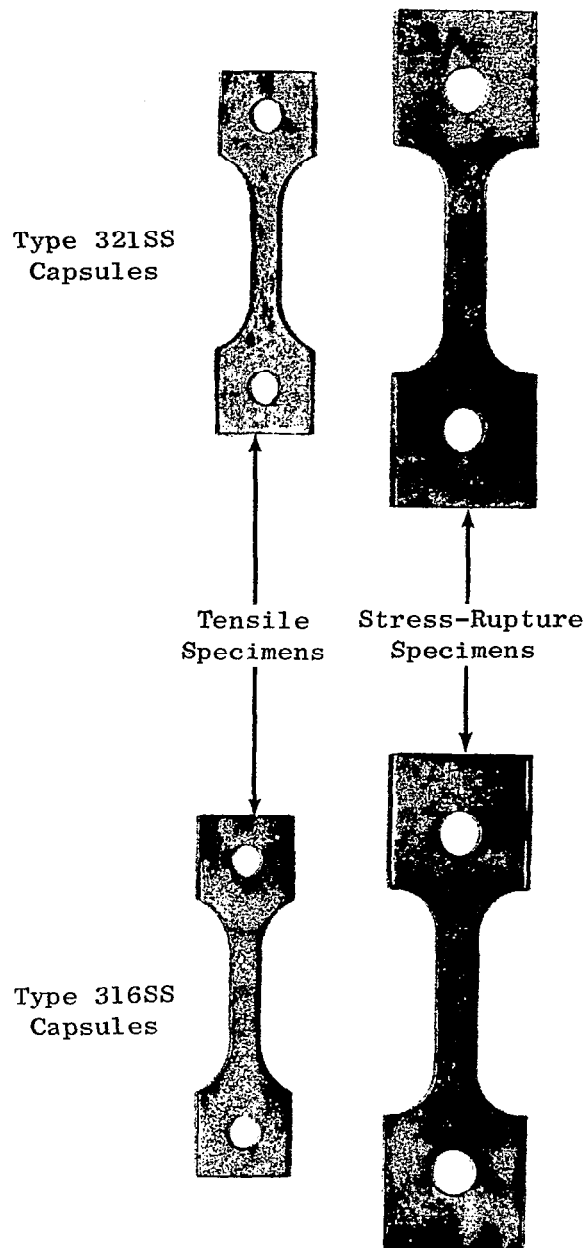 Type 321SS
Capsules
Tensile
Specimens
Stress-Rupture
Specimens
Type 316SS
Capsules